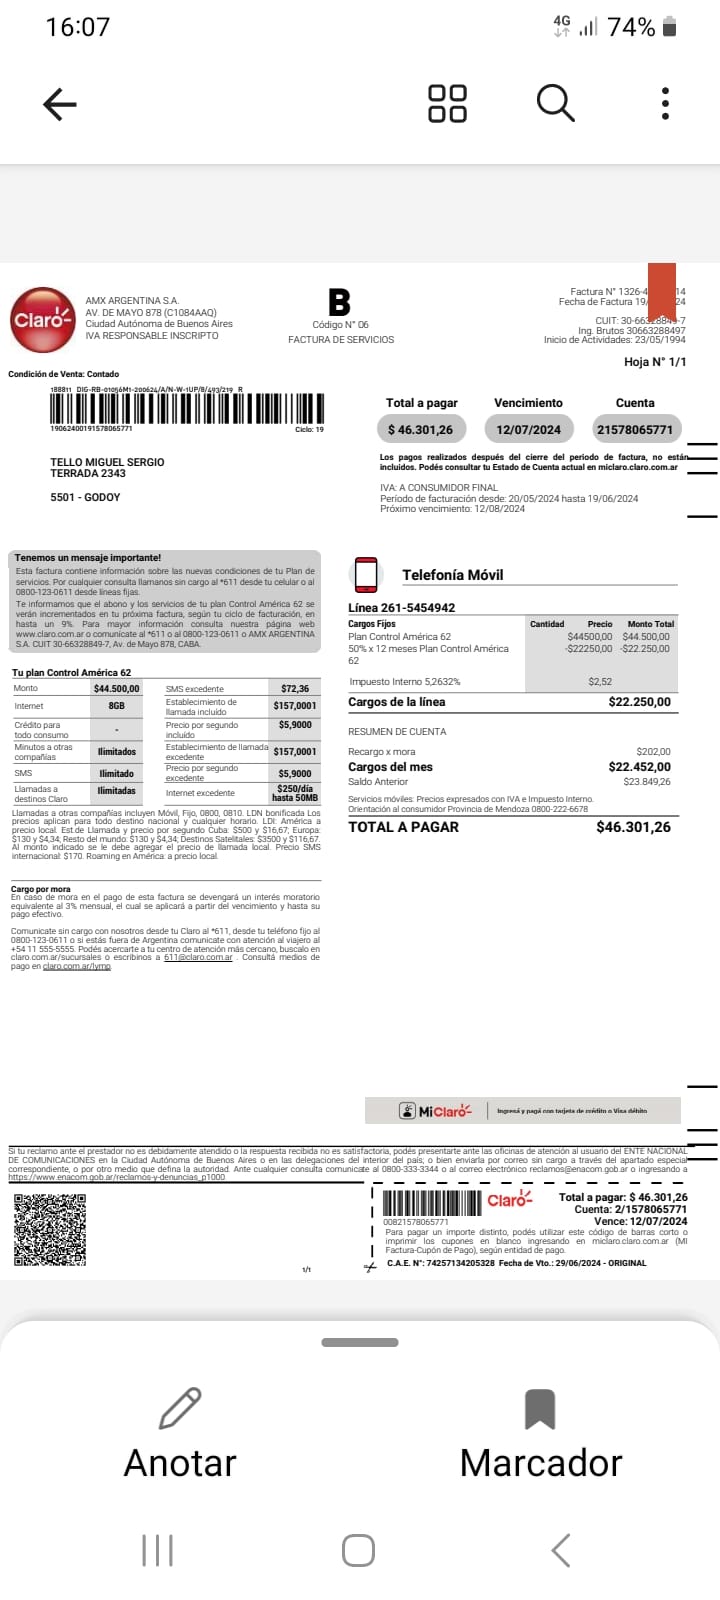 16:07
4G 74%
Claro
AMX ARGENTINA S.A.
AV. DE MAYO 878 (C1084AAQ)
Ciudad Autónoma de Buenos Aires
IVA RESPONSABLE INSCRIPTO
B
Código N° 06
FACTURA DE SERVICIOS
Factura N° 1326-4 14
Fecha de Factura 19/ 24
CUIT: 30-66328849-7
Ing. Brutos 30663288497
Inicio de Actividades: 23/05/1994
Hoja N° 1/1
Condición de Venta: Contado
188811 DIG-RB-01056M1-200624/A/N-W-1UP/B/493/219 R
19062400191578065771 Ciclo: 19
TELLO MIGUEL SERGIO
TERRADA 2343
5501 - GODOY
Total a pagar Vencimiento Cuenta
$ 46.301,26 12/07/2024 21578065771
Los pagos realizados después del cierre del periodo de factura, no están
incluidos. Podés consultar tu Estado de Cuenta actual en miclaro.claro.com.ar
IVA: A CONSUMIDOR FINAL
Período de facturación desde: 20/05/2024 hasta 19/06/2024
Próximo vencimiento: 12/08/2024
Tenemos un mensaje importante!
Esta factura contiene información sobre las nuevas condiciones de tu Plan de
servicios. Por cualquier consulta llamanos sin cargo al *611 desde tu celular o al
0800-123-0611 desde líneas fijas.
Te informamos que el abono y los servicios de tu plan Control América 62 se
verán incrementados en tu próxima factura, según tu ciclo de facturación, en
hasta un 9%. Para mayor información consulta nuestra página web
www.claro.com.ar o comunicate al *611 o al 0800-123-0611 o AMX ARGENTINA
S.A. CUIT 30-66328849-7, Av. de Mayo 878, CABA.
Tu plan Control América 62
Monto $44.500,00 SMS excedente $72,36
Internet 8GB Establecimiento de llamada incluído $157,0001
Crédito para todo consumo - Precio por segundo incluído $5,9000
Minutos a otras compañías Ilimitados Establecimiento de llamada excedente $157,0001
SMS Ilimitado Precio por segundo excedente $5,9000
Llamadas a destinos Claro Ilimitadas Internet excedente $250/día hasta 50MB
Llamadas a otras compañías incluyen Móvil, Fijo, 0800, 0810. LDN bonificada Los
precios aplican para todo destino nacional y cualquier horario. LDI: América a
precio local. Est.de Llamada y precio por segundo Cuba: $500 y $16,67; Europa:
$130 y $4,34; Resto del mundo: $130 y $4,34; Destinos Satelitales: $3500 y $116,67.
Al monto indicado se le debe agregar el precio de llamada local. Precio SMS
internacional: $170. Roaming en América: a precio local.
Cargo por mora
En caso de mora en el pago de esta factura se devengará un interés moratorio
equivalente al 3% mensual, el cual se aplicará a partir del vencimiento y hasta su
pago efectivo.
Comunicate sin cargo con nosotros desde tu Claro al *611, desde tu teléfono fijo al
0800-123-0611 o si estás fuera de Argentina comunicate con atención al viajero al
+54 11 555-5555. Podés acercarte a tu centro de atención más cercano, buscalo en
claro.com.ar/sucursales o escribinos a 611@claro.com.ar . Consultá medios de
pago en claro.com.ar/lymp.
Telefonía Móvil
Línea 261-5454942
Cargos Fijos Cantidad Precio Monto Total
Plan Control América 62 $44500,00 $44.500,00
50% x 12 meses Plan Control América -$22250,00 -$22.250,00
62
Impuesto Interno 5,2632% $2,52
Cargos de la línea $22.250,00
RESUMEN DE CUENTA
Recargo x mora $202,00
Cargos del mes $22.452,00
Saldo Anterior $23.849,26
Servicios móviles: Precios expresados con IVA e Impuesto Interno.
Orientación al consumidor Provincia de Mendoza 0800-222-6678
TOTAL A PAGAR $46.301,26
MiClaro Ingresá y pagá con tarjeta de crédito o Visa débito
Si tu reclamo ante el prestador no es debidamente atendido o la respuesta recibida no es satisfactoria, podés presentarte ante las oficinas de atención al usuario del ENTE NACIONAL
DE COMUNICACIONES en la Ciudad Autónoma de Buenos Aires o en las delegaciones del interior del país; o bien enviarla por correo sin cargo a través del apartado especial
correspondiente, o por otro medio que defina la autoridad. Ante cualquier consulta comunicate al 0800-333-3344 o al correo electrónico reclamos@enacom.gob.ar o ingresando a
https://www.enacom.gob.ar/reclamos-y-denuncias_p1000
00821578065771
Claro
Total a pagar: $ 46.301,26
Cuenta: 2/1578065771
Vence: 12/07/2024
Para pagar un importe distinto, podés utilizar este código de barras corto o
imprimir los cupones en blanco ingresando en miclaro.claro.com.ar (MI
Factura-Cupón de Pago), según entidad de pago.
C.A.E. N°: 74257134205328 Fecha de Vto.: 29/06/2024 - ORIGINAL
1/1
Anotar
Marcador